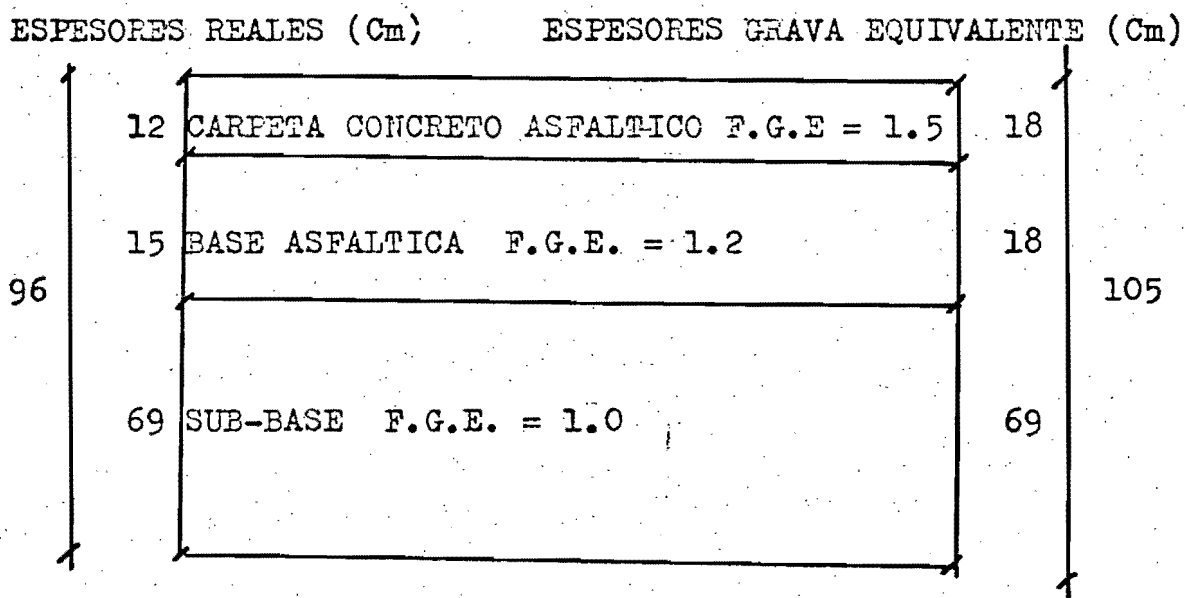 ESPESORES REALES (Cm) ESPESORES GRAVA EQUIVALENTE (Cm)
12 CARPETA CONCRETO ASFALTICO F.G.E = 1.5 18
15 BASE ASFALTICA F.G.E. = 1.2 18
96 105
69 SUB-BASE F.G.E. = 1.0 69